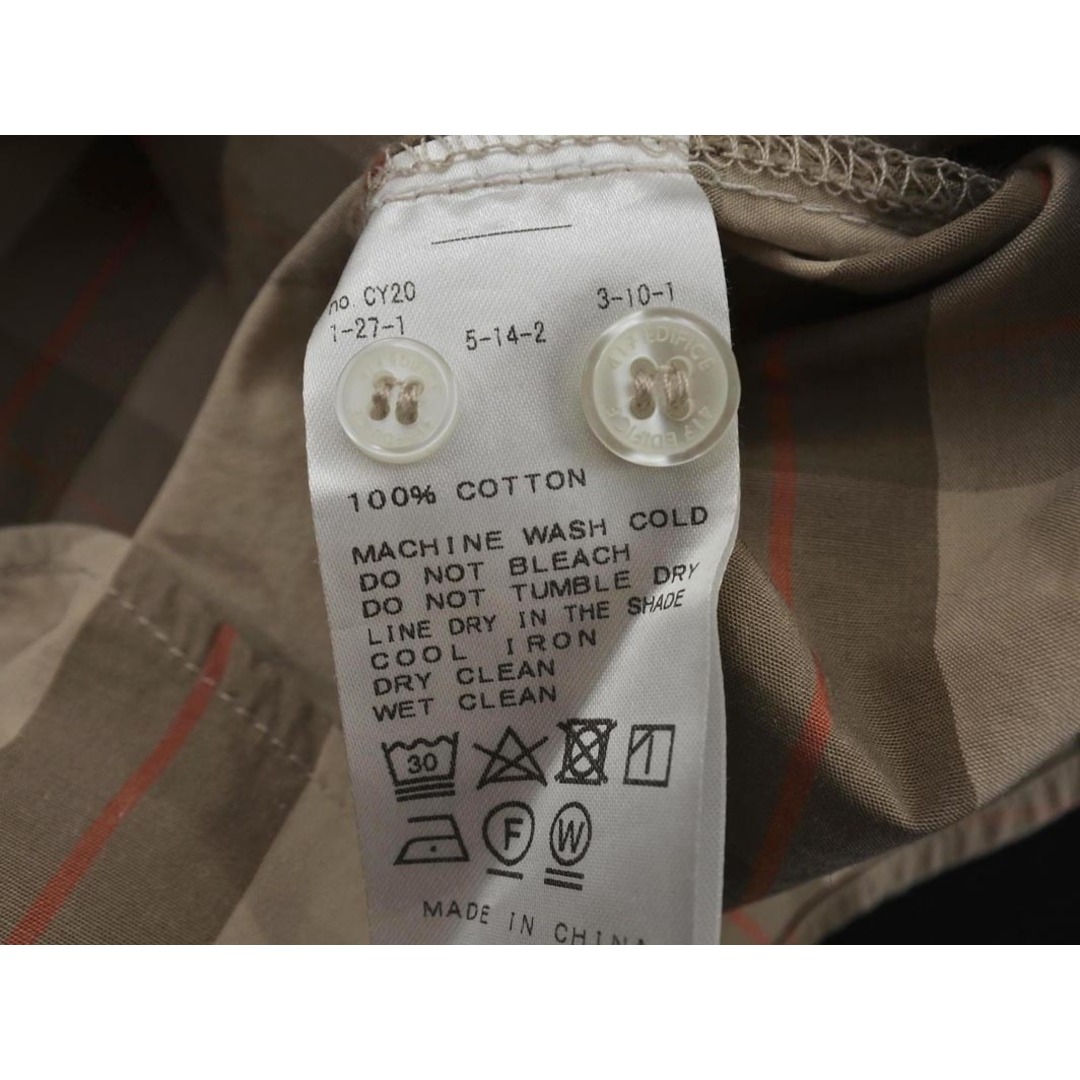 no. CY20
1-27-1
5-14-2
3-10-1
EDIFICE
EDIFICE
100% COTTON
MACHINE WASH COLD
DO NOT BLEACH
DO NOT TUMBLE DRY
LINE DRY IN THE SHADE
COOL IRON
DRY CLEAN
WET CLEAN
30
F
W
MADE IN CHINA